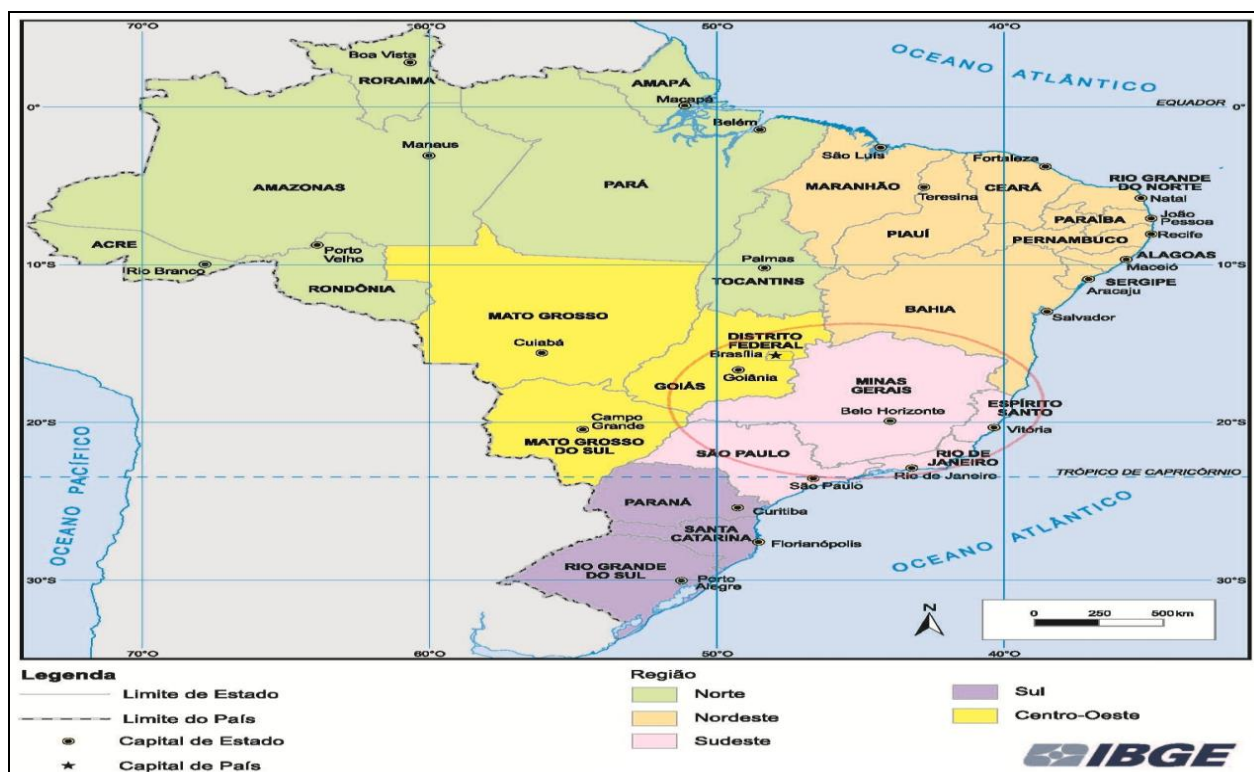 70°O
60°O
50°O
40°O
OCEANO ATLÂNTICO
Boa Vista
RORAIMA
AMAPÁ
Macapá
EQUADOR
0°
0°
Belém
Manaus
São Luís
Fortaleza
AMAZONAS
PARÁ
MARANHÃO
Teresina
CEARÁ
RIO GRANDE
DO NORTE
Natal
João
Pessoa
PARAÍBA
PIAUÍ
PERNAMBUCO
Recife
ACRE
Porto
Velho
ALAGOAS
Maceió
Rio Branco
Palmas
10°S
10°S
TOCANTINS
SERGIPE
Aracaju
RONDÔNIA
BAHIA
Salvador
MATO GROSSO
Cuiabá
DISTRITO
FEDERAL
Brasília
Goiânia
GOIÁS
MINAS
GERAIS
Belo Horizonte
ESPÍRITO
SANTO
Vitória
Campo
Grande
20°S
20°S
MATO GROSSO
DO SUL
SÃO PAULO
RIO DE
JANEIRO
Rio de Janeiro
São Paulo
TRÓPICO DE CAPRICÓRNIO
OCEANO PACÍFICO
PARANÁ
Curitiba
SANTA
CATARINA
Florianópolis
OCEANO ATLÂNTICO
RIO GRANDE
DO SUL
Porto
Alegre
30°S
30°S
N
0 250 500 km
70°O
60°O
50°O
40°O
Legenda
Limite de Estado
Limite do País
Capital de Estado
Capital de País
Região
Norte
Nordeste
Sudeste
Sul
Centro-Oeste
IBGE